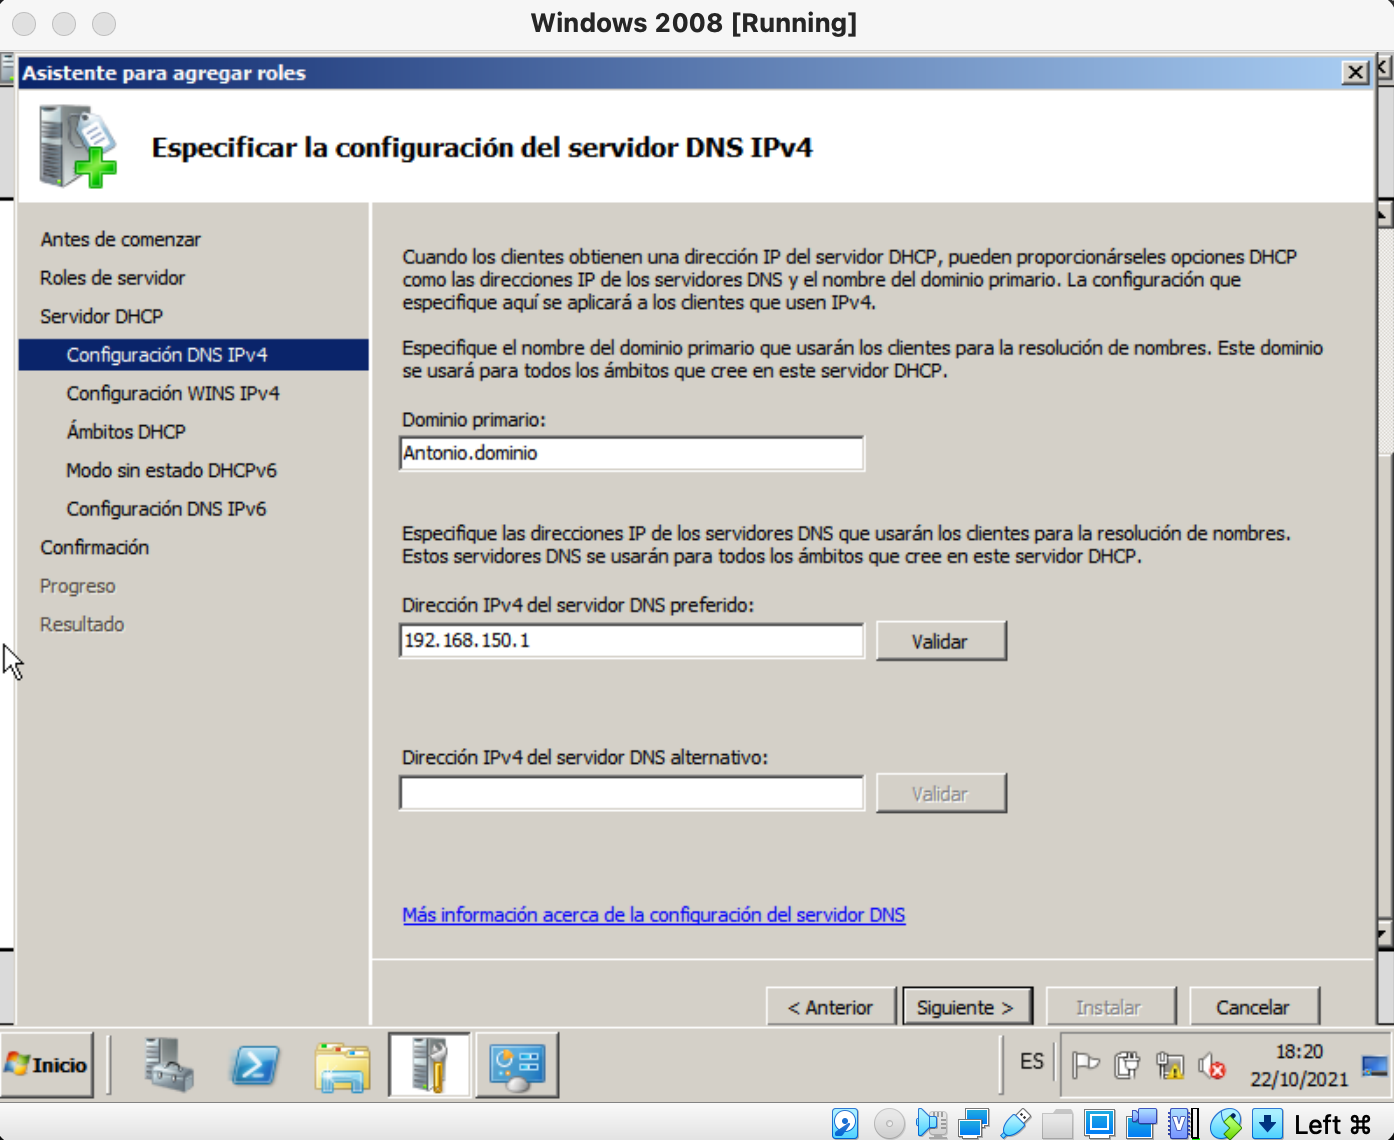 Windows 2008 [Running]
Asistente para agregar roles
Especificar la configuración del servidor DNS IPv4
Antes de comenzar
Roles de servidor
Servidor DHCP
Configuración DNS IPv4
Configuración WINS IPv4
Ámbitos DHCP
Modo sin estado DHCPv6
Configuración DNS IPv6
Confirmación
Progreso
Resultado
Cuando los clientes obtienen una dirección IP del servidor DHCP, pueden proporcionárseles opciones DHCP
como las direcciones IP de los servidores DNS y el nombre del dominio primario. La configuración que
especifique aquí se aplicará a los clientes que usen IPv4.
Especifique el nombre del dominio primario que usarán los clientes para la resolución de nombres. Este dominio
se usará para todos los ámbitos que cree en este servidor DHCP.
Dominio primario:
Antonio.dominio
Especifique las direcciones IP de los servidores DNS que usarán los clientes para la resolución de nombres.
Estos servidores DNS se usarán para todos los ámbitos que cree en este servidor DHCP.
Dirección IPv4 del servidor DNS preferido:
192.168.150.1
Validar
Dirección IPv4 del servidor DNS alternativo:
Validar
Más información acerca de la configuración del servidor DNS
< Anterior
Siguiente >
Instalar
Cancelar
Inicio
ES
18:20
22/10/2021
Left ⌘